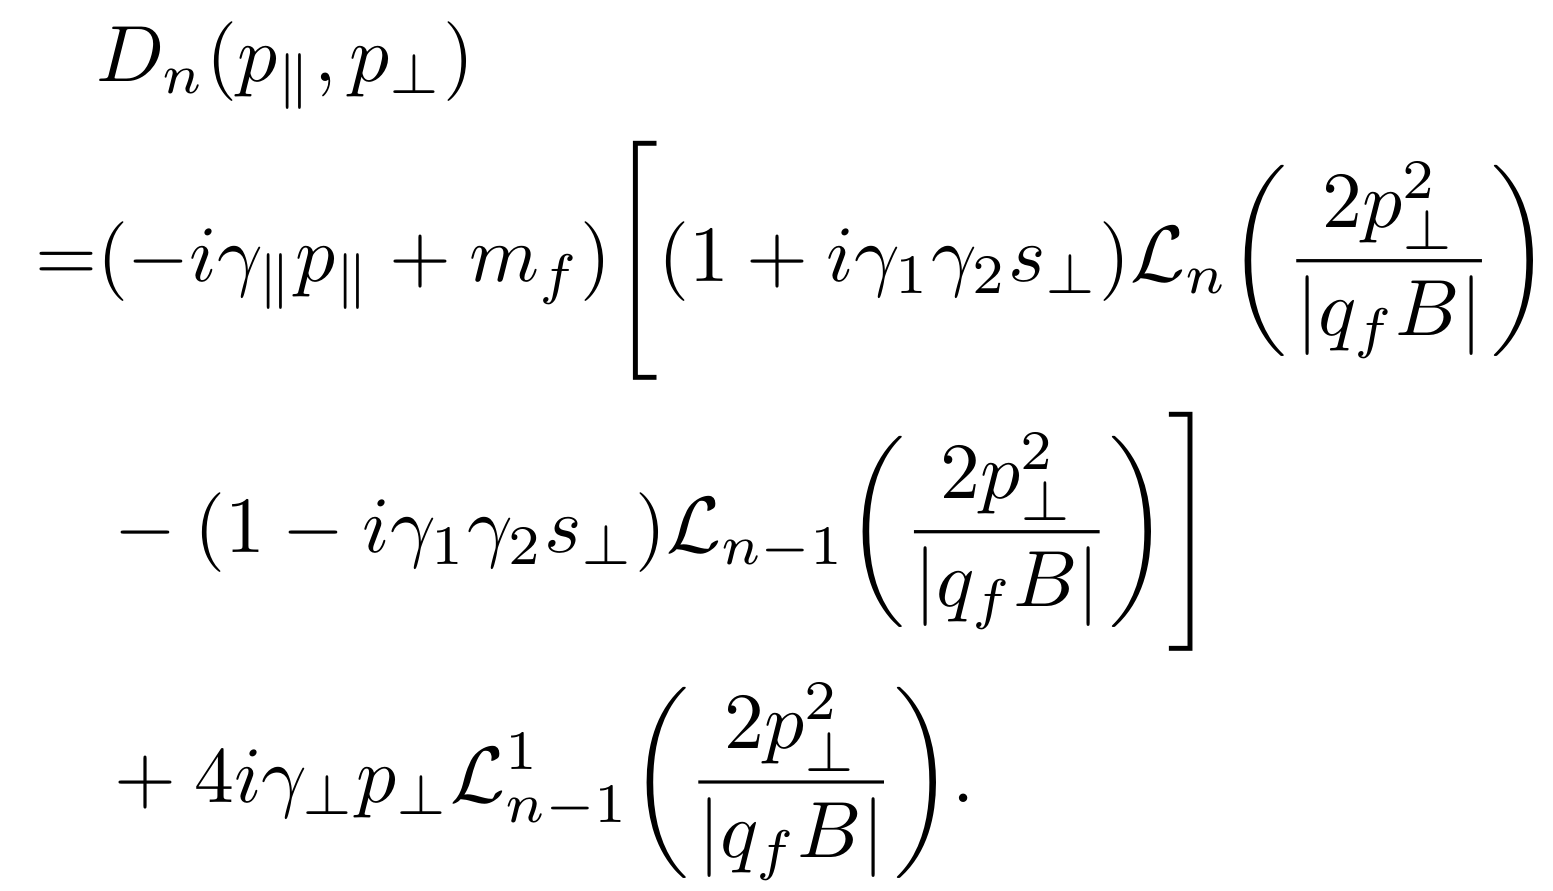 $D_n(p_\parallel, p_\perp)$
$= (-i\gamma_\parallel p_\parallel + m_f) \Bigg[ (1 + i\gamma_1\gamma_2 s_\perp) \mathcal{L}_n \left( \frac{2p_\perp^2}{|q_f B|} \right)$
$- (1 - i\gamma_1\gamma_2 s_\perp) \mathcal{L}_{n-1} \left( \frac{2p_\perp^2}{|q_f B|} \right) \Bigg]$
$+ 4i\gamma_\perp p_\perp \mathcal{L}_{n-1}^1 \left( \frac{2p_\perp^2}{|q_f B|} \right).$